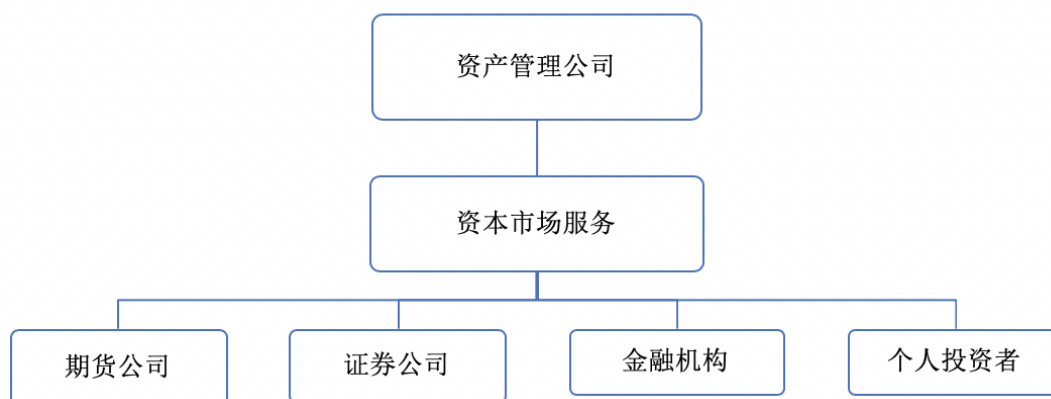 资产管理公司
资本市场服务
期货公司
证券公司
金融机构
个人投资者